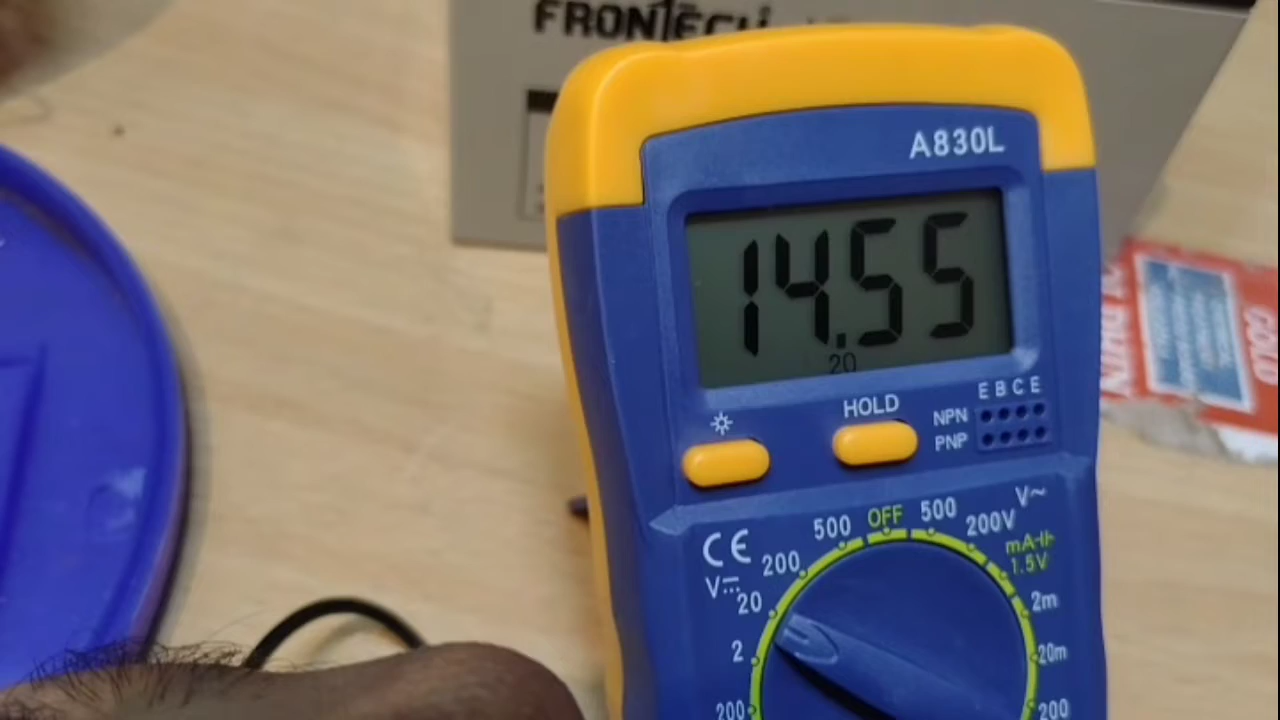 FRONTECH
A830L
14.55
20
HOLD
E B C E
NPN
PNP
CE
V⎓
500
OFF
500
200
200V
V~
20
mA
1.5V
2
2m
20m
200
200
GOLD